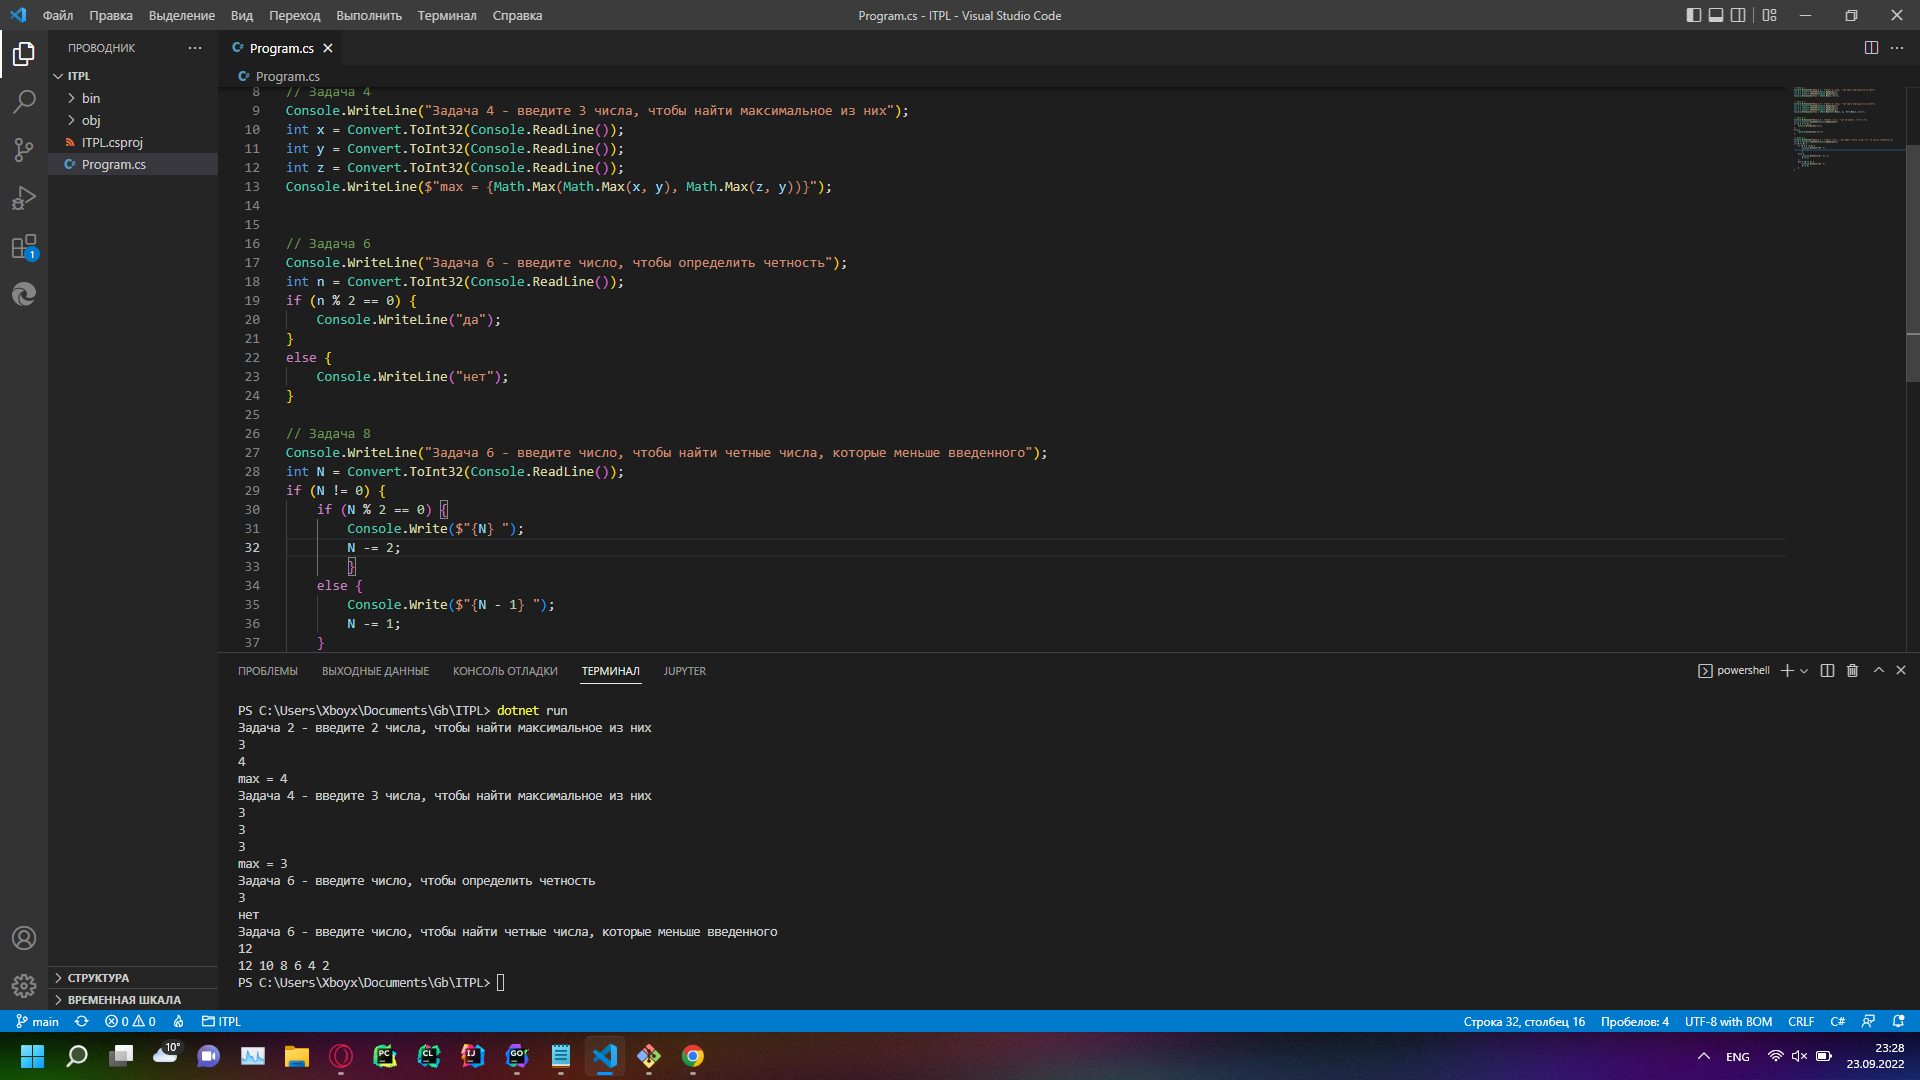 Файл Правка Выделение Вид Переход Выполнить Терминал Справка
Program.cs - ITPL - Visual Studio Code
ПРОВОДНИК
ITPL
bin
obj
ITPL.csproj
Program.cs
СТРУКТУРА
ВРЕМЕННАЯ ШКАЛА
1
Program.cs
Program.cs
8 // Задача 4
9 Console.WriteLine("Задача 4 - введите 3 числа, чтобы найти максимальное из них");
10 int x = Convert.ToInt32(Console.ReadLine());
11 int y = Convert.ToInt32(Console.ReadLine());
12 int z = Convert.ToInt32(Console.ReadLine());
13 Console.WriteLine($"max = {Math.Max(Math.Max(x, y), Math.Max(z, y))}");
14
15
16 // Задача 6
17 Console.WriteLine("Задача 6 - введите число, чтобы определить четность");
18 int n = Convert.ToInt32(Console.ReadLine());
19 if (n % 2 == 0) {
20 Console.WriteLine("да");
21 }
22 else {
23 Console.WriteLine("нет");
24 }
25
26 // Задача 8
27 Console.WriteLine("Задача 6 - введите число, чтобы найти четные числа, которые меньше введенного");
28 int N = Convert.ToInt32(Console.ReadLine());
29 if (N != 0) {
30 if (N % 2 == 0) {
31 Console.Write($"{N} ");
32 N -= 2;
33 }
34 else {
35 Console.Write($"{N - 1} ");
36 N -= 1;
37 }
ПРОБЛЕМЫ ВЫХОДНЫЕ ДАННЫЕ КОНСОЛЬ ОТЛАДКИ ТЕРМИНАЛ JUPYTER
powershell
PS C:\Users\Xboyx\Documents\Gb\ITPL> dotnet run
Задача 2 - введите 2 числа, чтобы найти максимальное из них
3
4
max = 4
Задача 4 - введите 3 числа, чтобы найти максимальное из них
3
3
3
max = 3
Задача 6 - введите число, чтобы определить четность
3
нет
Задача 6 - введите число, чтобы найти четные числа, которые меньше введенного
12
12 10 8 6 4 2
PS C:\Users\Xboyx\Documents\Gb\ITPL>
main 0 0 ITPL
Строка 32, столбец 16 Пробелов: 4 UTF-8 with BOM CRLF C#
10°
PC CL IJ GO
ENG
23:28
23.09.2022